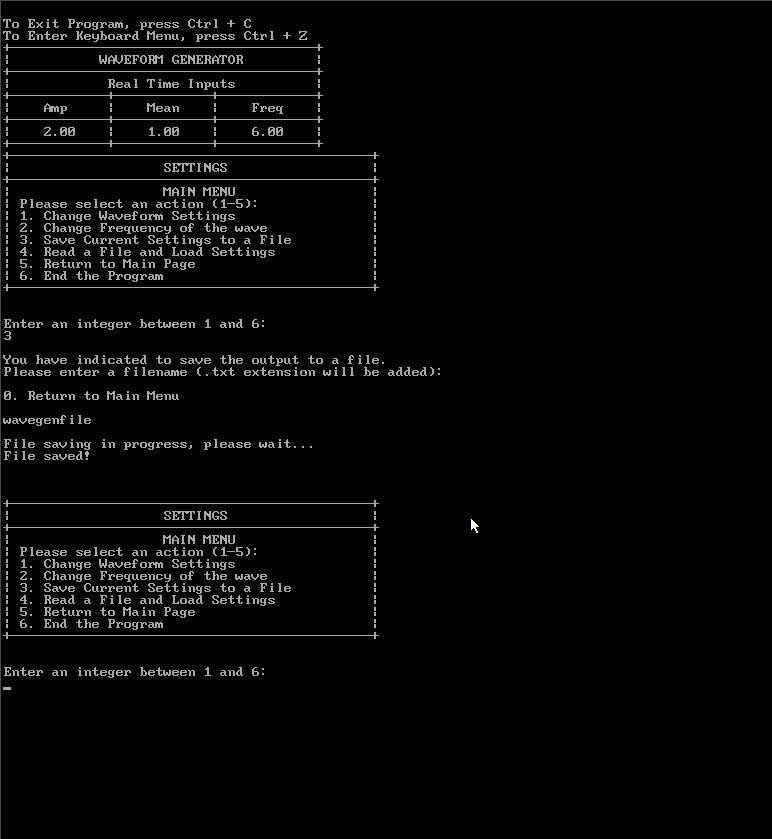 To Exit Program, press Ctrl + C
To Enter Keyboard Menu, press Ctrl + Z
WAVEFORM GENERATOR
Real Time Inputs
Amp Mean Freq
2.00 1.00 6.00
SETTINGS
MAIN MENU
Please select an action (1-5):
1. Change Waveform Settings
2. Change Frequency of the wave
3. Save Current Settings to a File
4. Read a File and Load Settings
5. Return to Main Page
6. End the Program
Enter an integer between 1 and 6:
3
You have indicated to save the output to a file.
Please enter a filename (.txt extension will be added):
0. Return to Main Menu
wavegenfile
File saving in progress, please wait...
File saved!
SETTINGS
MAIN MENU
Please select an action (1-5):
1. Change Waveform Settings
2. Change Frequency of the wave
3. Save Current Settings to a File
4. Read a File and Load Settings
5. Return to Main Page
6. End the Program
Enter an integer between 1 and 6: